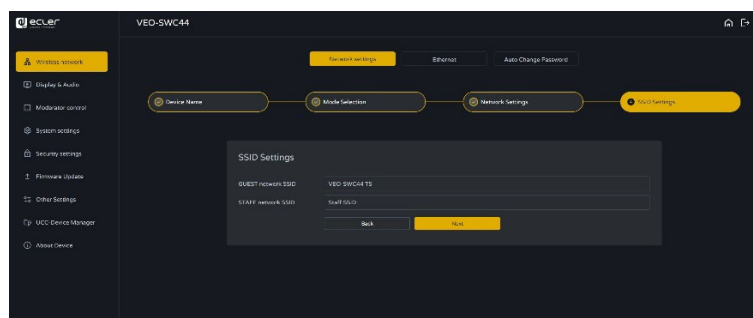 ecler
VEO-SWC44
Wireless network
Display & Audio
Moderator control
System settings
Security settings
Firmware Update
Other Settings
UCC-Device Manager
About Device
Network settings
Ethernet
Auto Change Password
Device Name
Mode Selection
Network Settings
SSID Settings
SSID Settings
GUEST network SSID
VEO-SWC44 TS
STAFF network SSID
Staff SSID
Back
Next